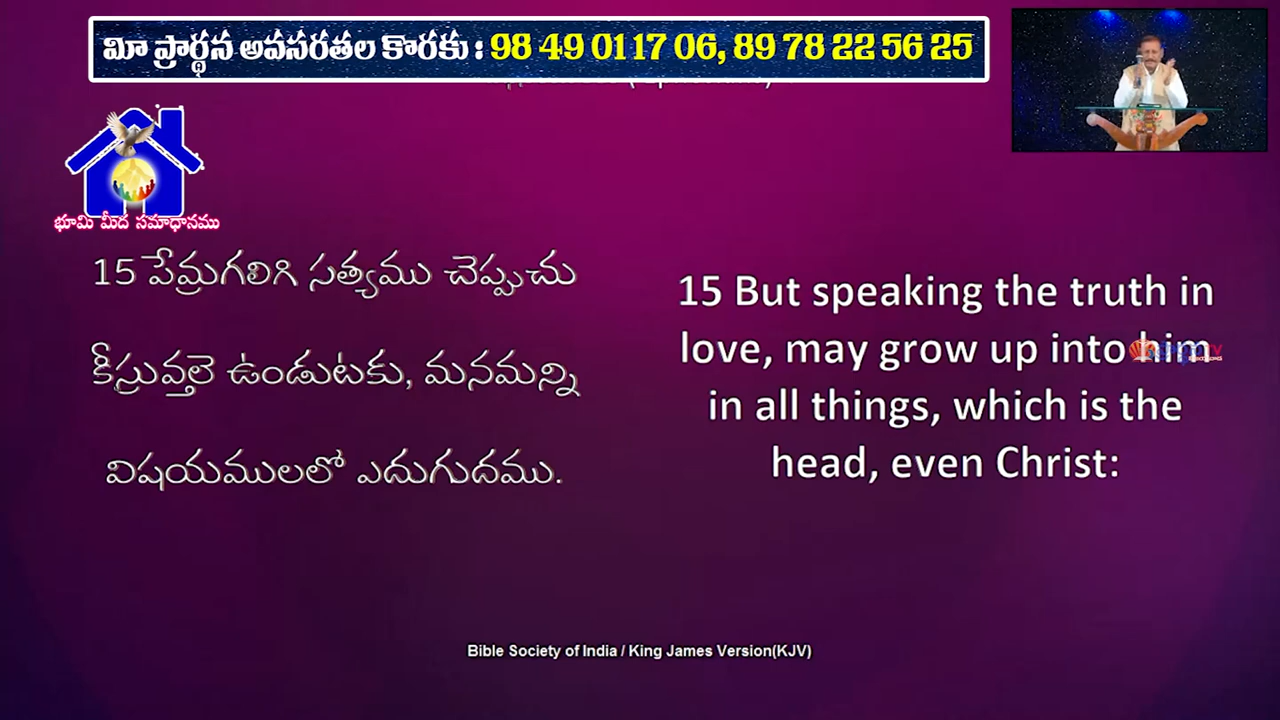 మీ ప్రార్థన అవసరతల కొరకు : 98 49 01 17 06, 89 78 22 56 25
భూమి మీద సమాధానము
15 ప్రేమగలిగి సత్యము చెప్పుచు
క్రీస్తువలె ఉండుటకు, మనమన్ని
విషయములలో ఎదుగుదము.
15 But speaking the truth in
love, may grow up into him
in all things, which is the
head, even Christ:
Bible Society of India / King James Version(KJV)